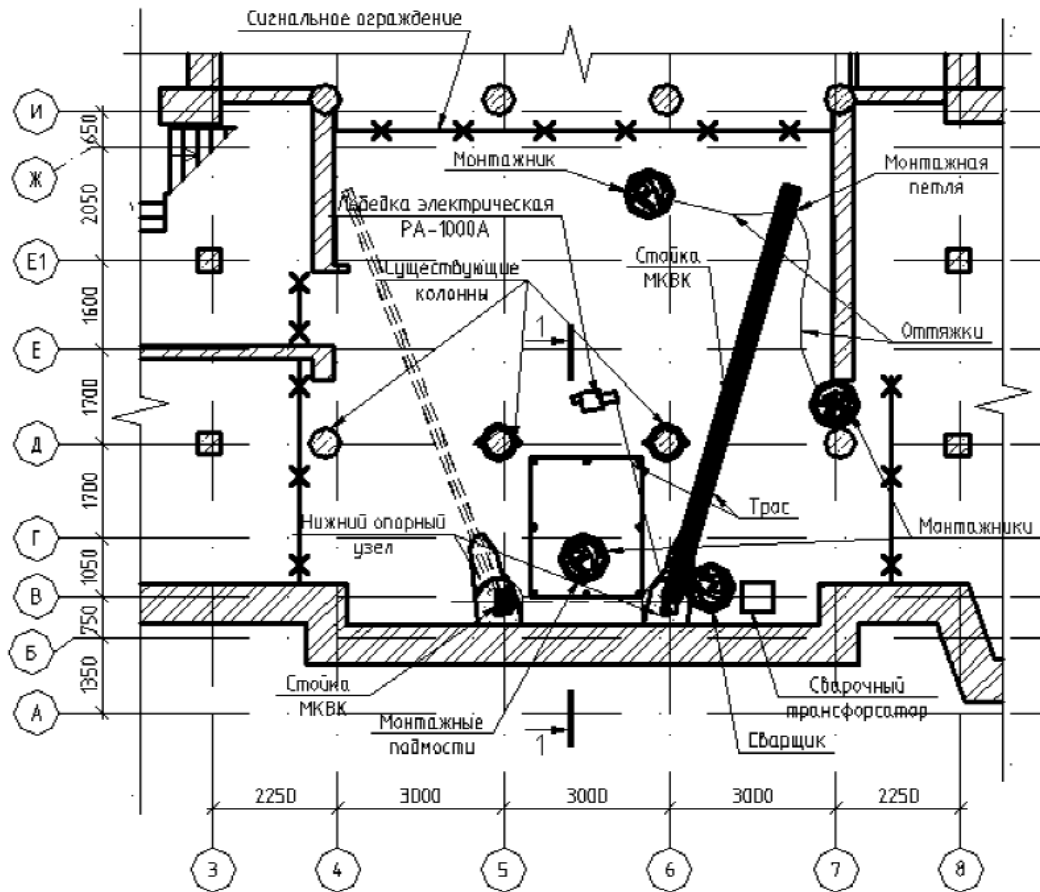 Сигнальное ограждение
И
650
Монтажник
Монтажная
петля
Ж
Лебедка электрическая
РА-1000А
2050
Стойка
МКВК
Е1
Существующие
колонны
1600
1
Оттяжки
Е
1700
Д
1700
Трос
Нижний опорный
узел
Монтажники
Г
1050
В
750
Б
1350
Стойка
МКВК
Сварочный
трансформатор
А
Монтажные
подмости
1
Сварщик
2250
3000
3000
3000
2250
3
4
5
6
7
8